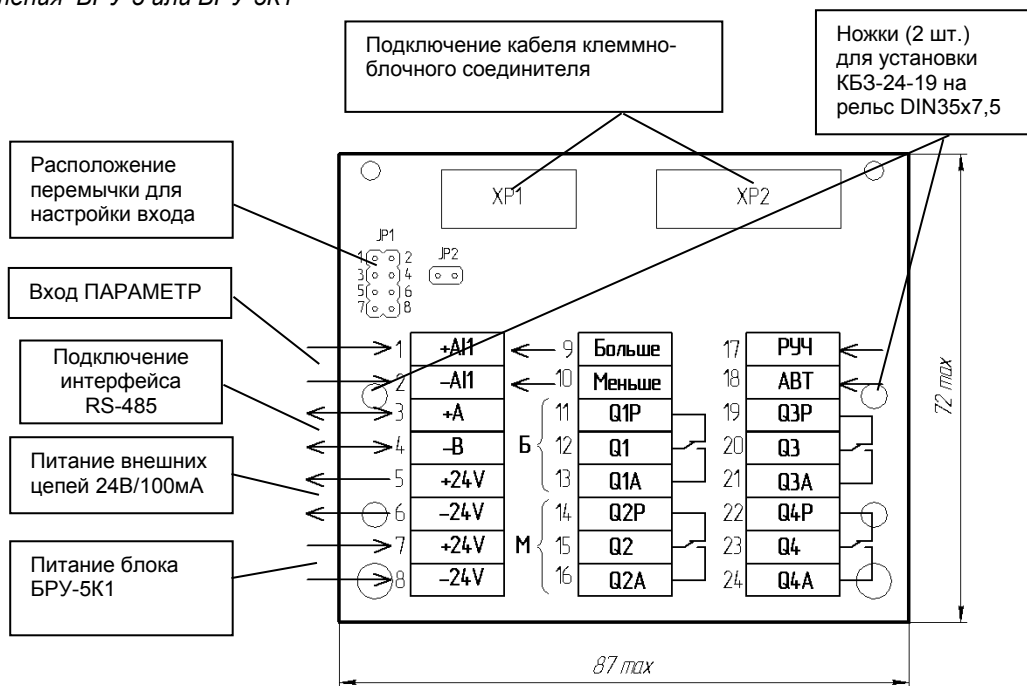 БРУ-5К1
Подключение кабеля клеммно-
блочного соединителя
Ножки (2 шт.)
для установки
КБЗ-24-19 на
рельс DIN35x7,5
Расположение
перемычки для
настройки входа
Вход ПАРАМЕТР
Подключение
интерфейса
RS-485
Питание внешних
цепей 24В/100мА
Питание блока
БРУ-5К1
XP1
XP2
JP1
JP2
1 2
3 4
5 6
7 8
1 +AI1
2 -AI1
3 +A
4 -B
5 +24V
6 -24V
7 +24V
8 -24V
9 Больше
10 Меньше
Б
11 Q1P
12 Q1
13 Q1A
М
14 Q2P
15 Q2
16 Q2A
17 РУЧ
18 АВТ
19 Q3P
20 Q3
21 Q3A
22 Q4P
23 Q4
24 Q4A
72 max
87 max